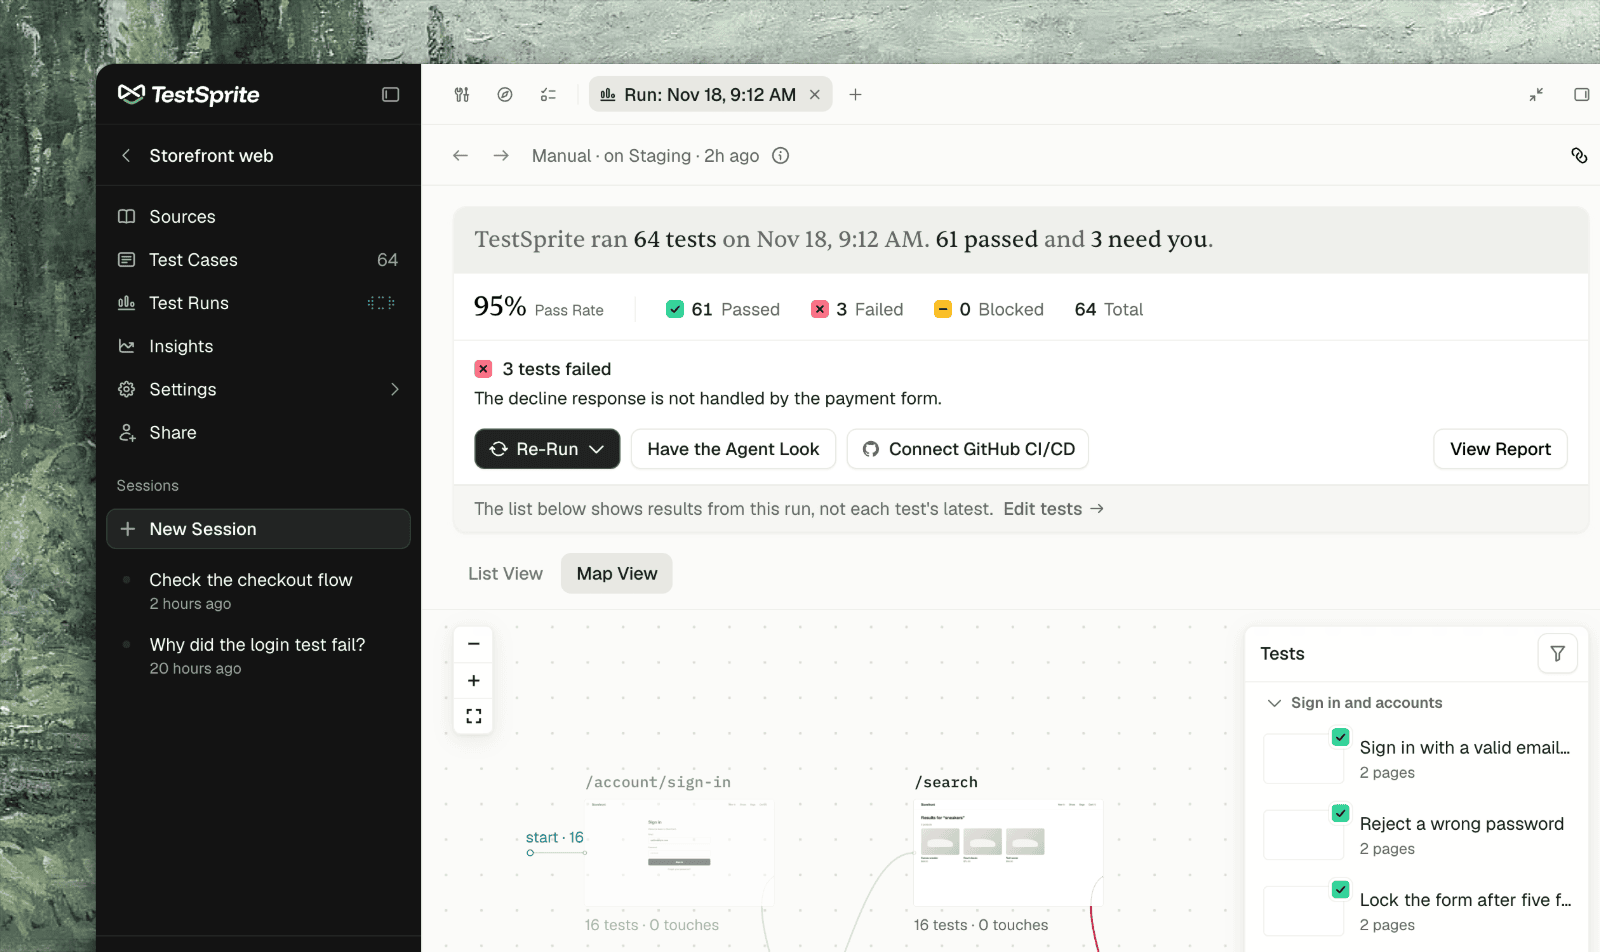 TestSprite
Run: Nov 18, 9:12 AM
Storefront web
Manual · on Staging · 2h ago
Sources
Test Cases 64
Test Runs
Insights
Settings
Share
Sessions
New Session
Check the checkout flow
2 hours ago
Why did the login test fail?
20 hours ago
TestSprite ran 64 tests on Nov 18, 9:12 AM. 61 passed and 3 need you.
95% Pass Rate 61 Passed 3 Failed 0 Blocked 64 Total
3 tests failed
The decline response is not handled by the payment form.
Re-Run Have the Agent Look Connect GitHub CI/CD View Report
The list below shows results from this run, not each test's latest. Edit tests →
List View Map View
/account/sign-in
start · 16
Sign in
16 tests · 0 touches
/search
Results for "sneakers"
16 tests · 0 touches
Tests
Sign in and accounts
Sign in with a valid email...
2 pages
Reject a wrong password
2 pages
Lock the form after five f...
2 pages